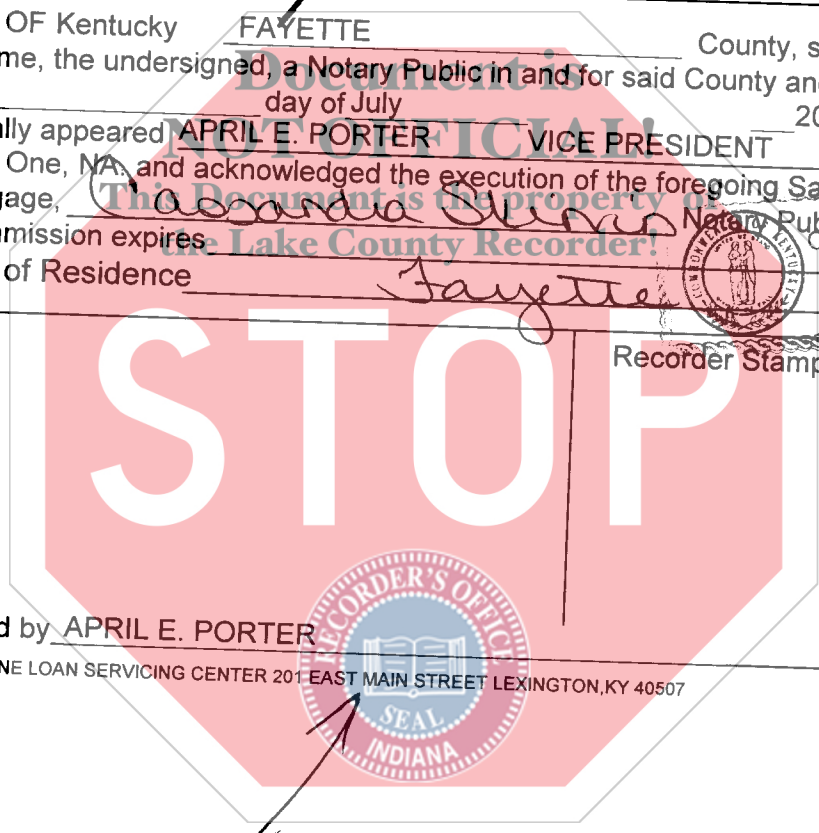 OF Kentucky FAYETTE County, s
me, the undersigned, a Notary Public in and for said County and
day of July 20
lly appeared APRIL E. PORTER VICE PRESIDENT
One, NA. and acknowledged the execution of the foregoing Sa
gage, Cassandra Notary Pub
mmission expires
of Residence Fayette
Recorder Stamp
Document is
NOT OFFICIAL!
This Document is the property of
the Lake County Recorder!
STOP
d by APRIL E. PORTER
NE LOAN SERVICING CENTER 201 EAST MAIN STREET LEXINGTON,KY 40507
RECORDER'S OFFICE
SEAL
INDIANA